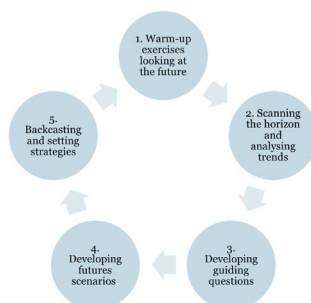 1. Warm-up
exercises
looking at
the future
2. Scanning
the horizon
and
analysing
trends
3.
Developing
guiding
questions
4.
Developing
futures
scenarios
5.
Backcasting
and setting
strategies